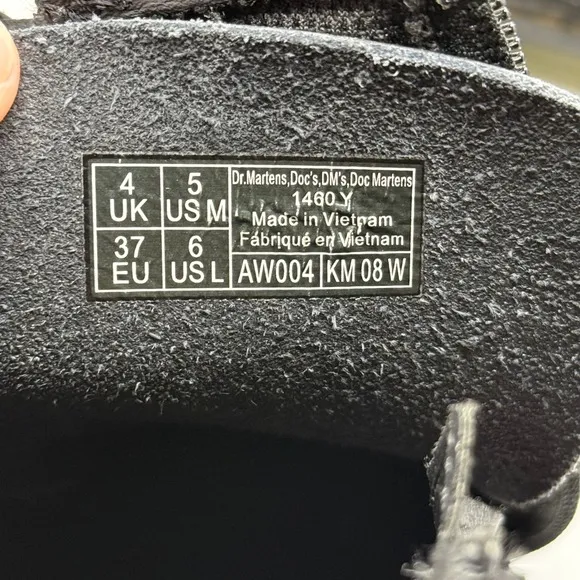 4 UK
5 US M
37 EU
6 US L
Dr.Martens,Doc's,DM's,Doc Martens
1460 Y
Made in Vietnam
Fabriqué en Vietnam
AW004 KM 08 W